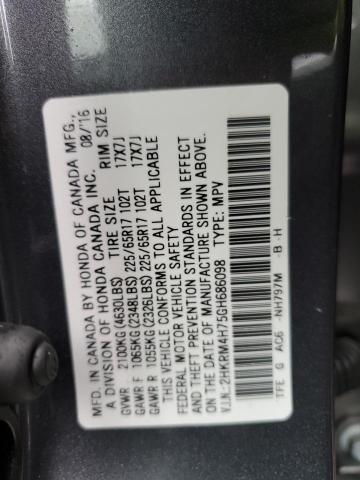 MFD. IN CANADA BY HONDA OF CANADA MFG.,
A DIVISION OF HONDA CANADA INC. 08/'16
TIRE SIZE RIM SIZE
GVWR 2100KG(4630LBS)
GAWR F 1065KG(2348LBS) 225/65R17 102T 17X7J
GAWR R 1055KG(2326LBS) 225/65R17 102T 17X7J
THIS VEHICLE CONFORMS TO ALL APPLICABLE
FEDERAL MOTOR VEHICLE SAFETY
AND THEFT PREVENTION STANDARDS IN EFFECT
ON THE DATE OF MANUFACTURE SHOWN ABOVE.
V.I.N.:2HKRM4H75GH686098 TYPE: MPV
TFE G AC6 NH797M -B-H